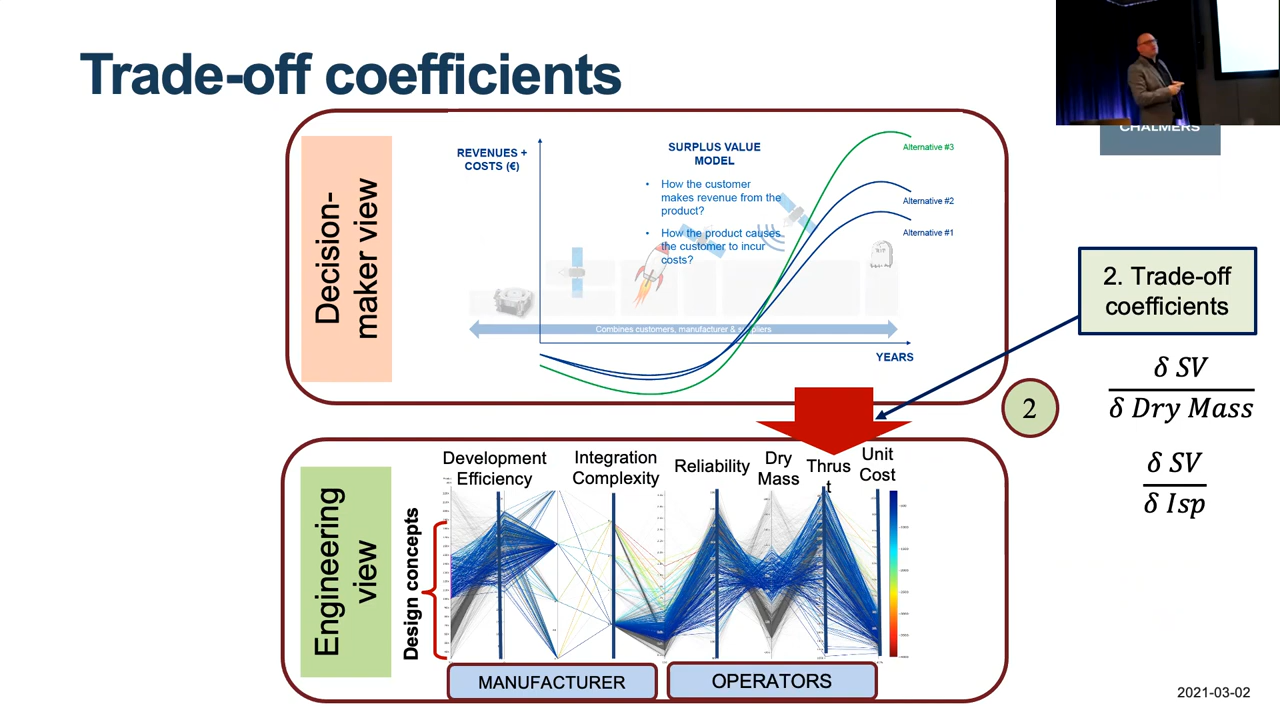 Trade-off coefficients
CHALMERS
Decision-
maker view
REVENUES +
COSTS (€)
SURPLUS VALUE
MODEL
• How the customer
makes revenue from the
product?
• How the product causes
the customer to incur
costs?
Alternative #3
Alternative #2
Alternative #1
RIP
Combines customers, manufacturer & suppliers
YEARS
2. Trade-off
coefficients
2
δ SV
δ Dry Mass
δ SV
δ Isp
Engineering
view
Design concepts
Development
Efficiency
Integration
Complexity
Reliability
Dry
Mass
Thrus
t
Unit
Cost
MANUFACTURER
OPERATORS
2021-03-02